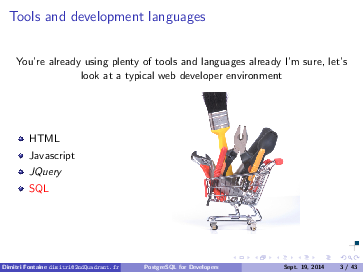 Tools and development languages
You're already using plenty of tools and languages already I'm sure, let's
look at a typical web developer environment
HTML
Javascript
JQuery
SQL
Dimitri Fontaine dimitri@2ndQuadrant.fr PostgreSQL for Developers Sept. 19, 2014 3 / 43